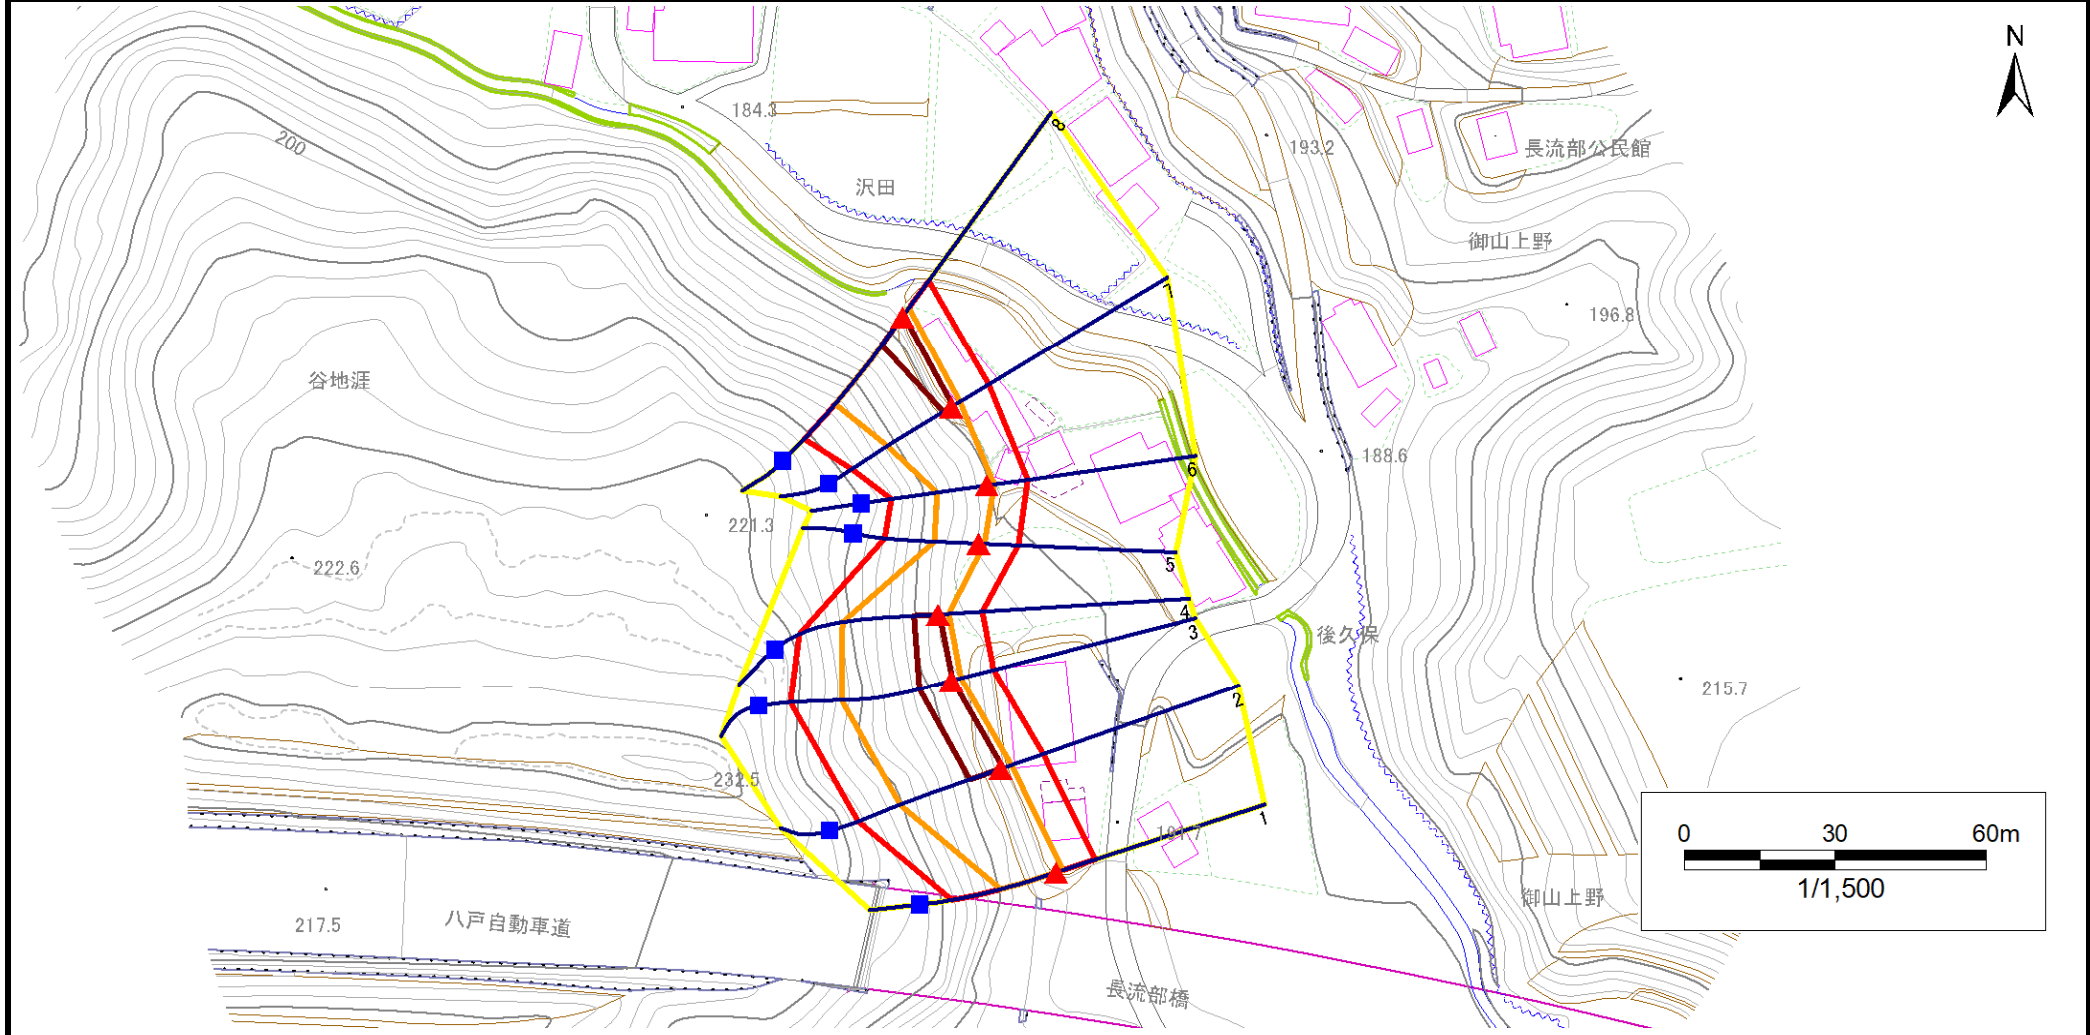 N
184.3
200
193.2
長流部公民館
沢田
8
御山上野
7
196.8
谷地涯
188.6
6
221.3
222.6
5
4
3
後久保
2
215.7
232.5
0 30 60m
1/1,500
1
191.7
217.5
八戸自動車道
御山上野
長流部橋